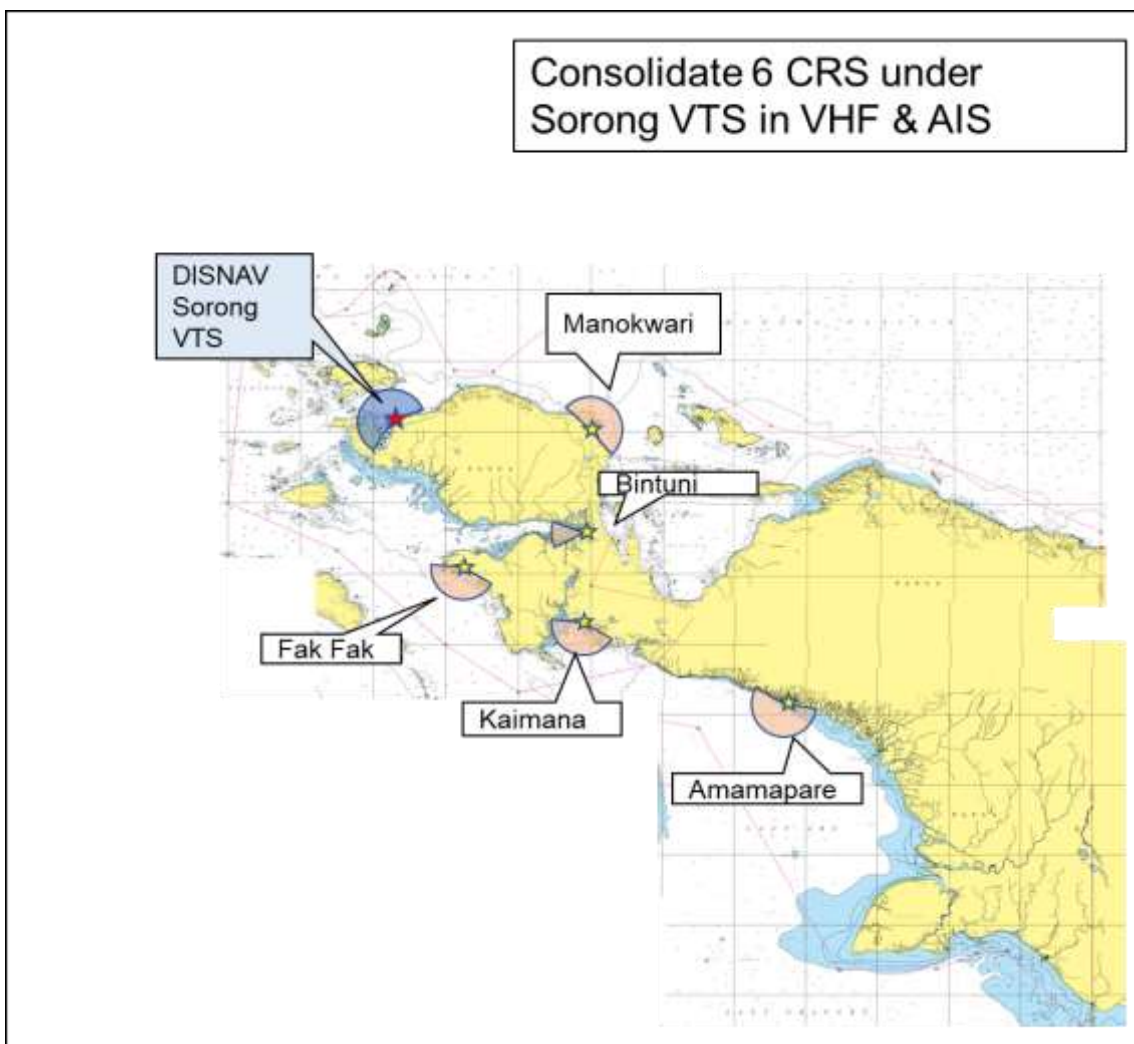 Consolidate 6 CRS under
Sorong VTS in VHF & AIS
DISNAV
Sorong
VTS
Manokwari
Bintuni
Fak Fak
Kaimana
Amamapare